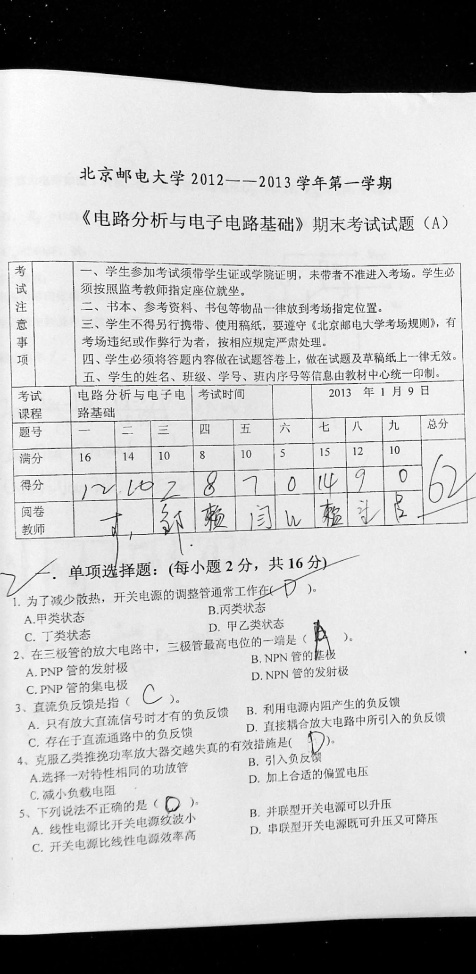 北京邮电大学2012——2013学年第一学期
《电路分析与电子电路基础》期末考试试题（A）
考试注意事项
一、学生参加考试须带学生证或学院证明，未带者不准进入考场。学生必
须按照监考教师指定座位就坐。
二、书本、参考资料、书包等物品一律放到考场指定位置。
三、学生不得另行携带、使用稿纸，要遵守《北京邮电大学考场规则》，有
考场违纪或作弊行为者，按相应规定严肃处理。
四、学生必须将答题内容做在试题答卷上，做在试题及草稿纸上一律无效。
五、学生的姓名、班级、学号、班内序号等信息由教材中心统一印制。
考试课程 电路分析与电子电路基础 考试时间 2013 年 1 月 9 日
题号 一 二 三 四 五 六 七 八 九 总分
满分 16 14 10 8 10 5 15 12 10
得分 12 10 2 8 7 0 14 9 0 62
阅卷教师
一．单项选择题：(每小题 2 分，共 16 分)
1. 为了减少散热，开关电源的调整管通常工作在( D )。
A.甲类状态 B.丙类状态
C. 丁类状态 D. 甲乙类状态
2、在三极管的放大电路中，三极管最高电位的一端是（ A ）。
A.PNP 管的发射极 B. NPN 管的基极
C.PNP 管的集电极 D.NPN 管的发射极
3、直流负反馈是指（ C ）。
A. 只有放大直流信号时才有的负反馈 B. 利用电源内阻产生的负反馈
C. 存在于直流通路中的负反馈 D. 直接耦合放大电路中所引入的负反馈
4、克服乙类推挽功率放大器交越失真的有效措施是( D )。
A.选择一对特性相同的功放管 B. 引入负反馈
C. 减小负载电阻 D. 加上合适的偏置电压
5、下列说法不正确的是（ D ）。
A. 线性电源比开关电源纹波小 B. 并联型开关电源可以升压
C. 开关电源比线性电源效率高 D. 串联型开关电源既可升压又可降压